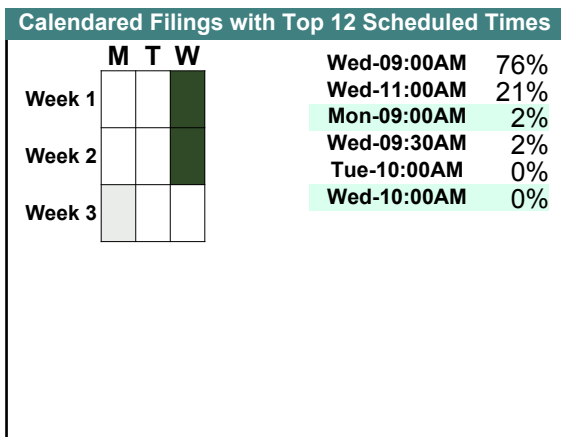 Calendared Filings with Top 12 Scheduled Times
M T W
Week 1
Week 2
Week 3
Wed-09:00AM 76%
Wed-11:00AM 21%
Mon-09:00AM 2%
Wed-09:30AM 2%
Tue-10:00AM 0%
Wed-10:00AM 0%